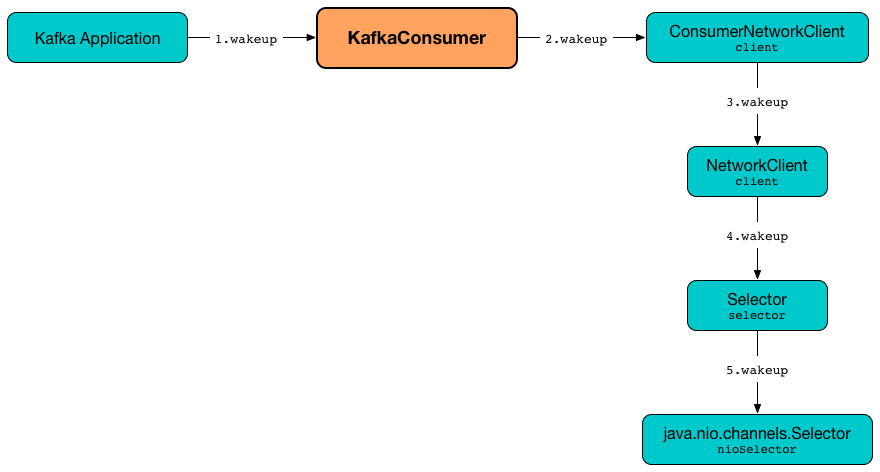 Kafka Application
1.wakeup
KafkaConsumer
2.wakeup
ConsumerNetworkClient
client
3.wakeup
NetworkClient
client
4.wakeup
Selector
selector
5.wakeup
java.nio.channels.Selector
nioSelector